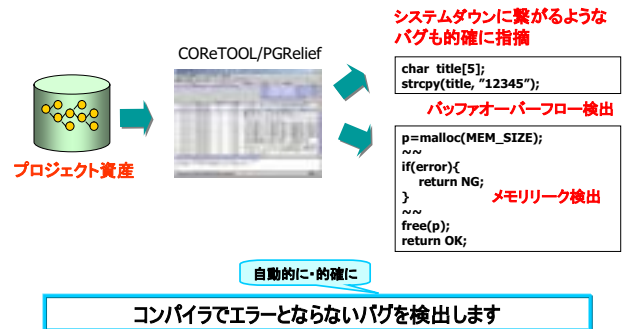 システムダウンに繋がるような
バグも的確に指摘
COReTOOL/PGRelief
char title[5];
strcpy(title, "12345");
バッファオーバーフロー検出
プロジェクト資産
p=malloc(MEM_SIZE);
~~
if(error){
return NG;
}
メモリリーク検出
~~
free(p);
return OK;
自動的に・的確に
コンパイラでエラーとならないバグを検出します